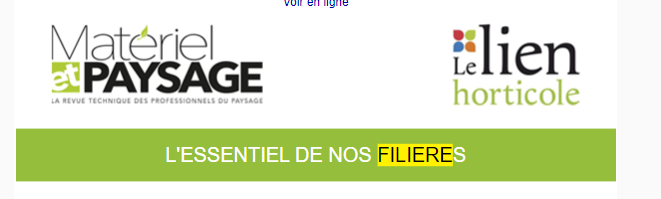 Voir en ligne
Matériel
et PAYSAGE
LA REVUE TECHNIQUE DES PROFESSIONNELS DU PAYSAGE
Le lien
horticole
L'ESSENTIEL DE NOS FILIERES